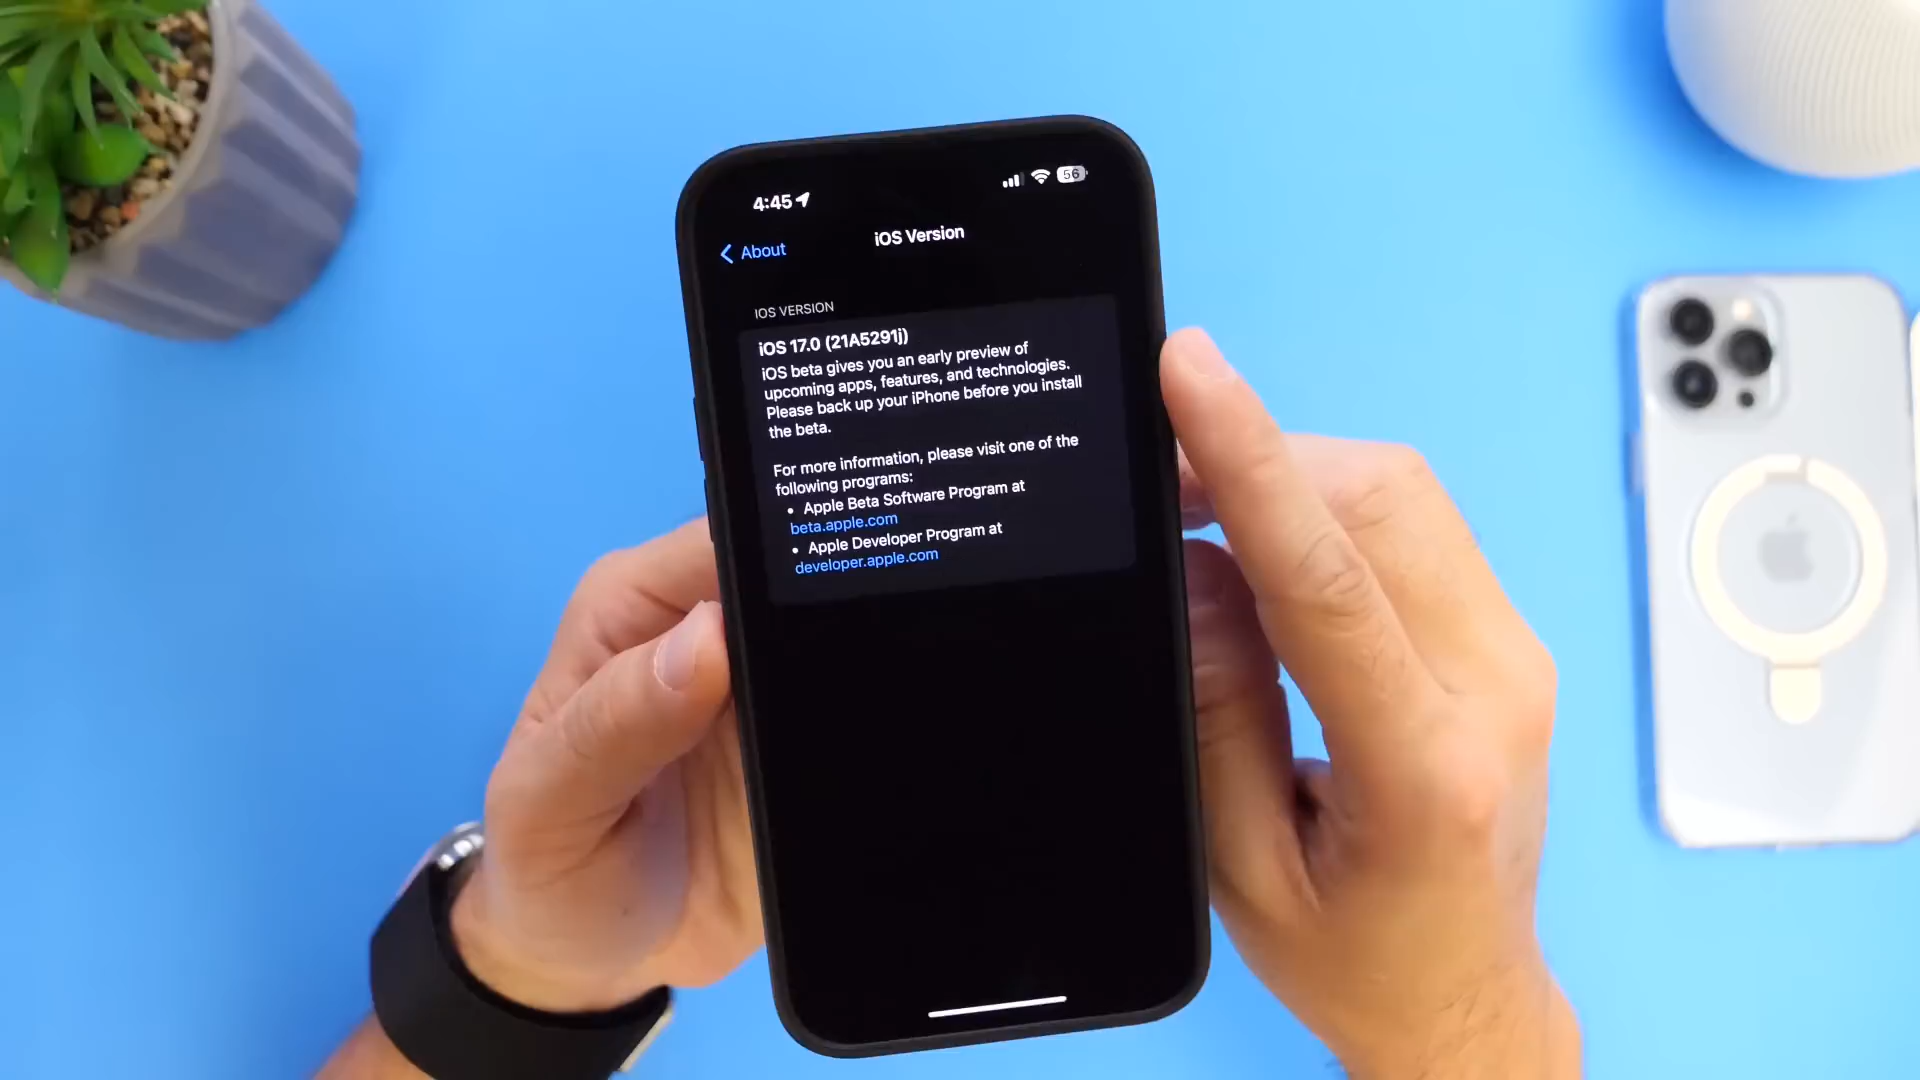 4:45
56
About
iOS Version
IOS VERSION
iOS 17.0 (21A5291j)
iOS beta gives you an early preview of
upcoming apps, features, and technologies.
Please back up your iPhone before you install
the beta.
For more information, please visit one of the
following programs:
• Apple Beta Software Program at
beta.apple.com
• Apple Developer Program at
developer.apple.com